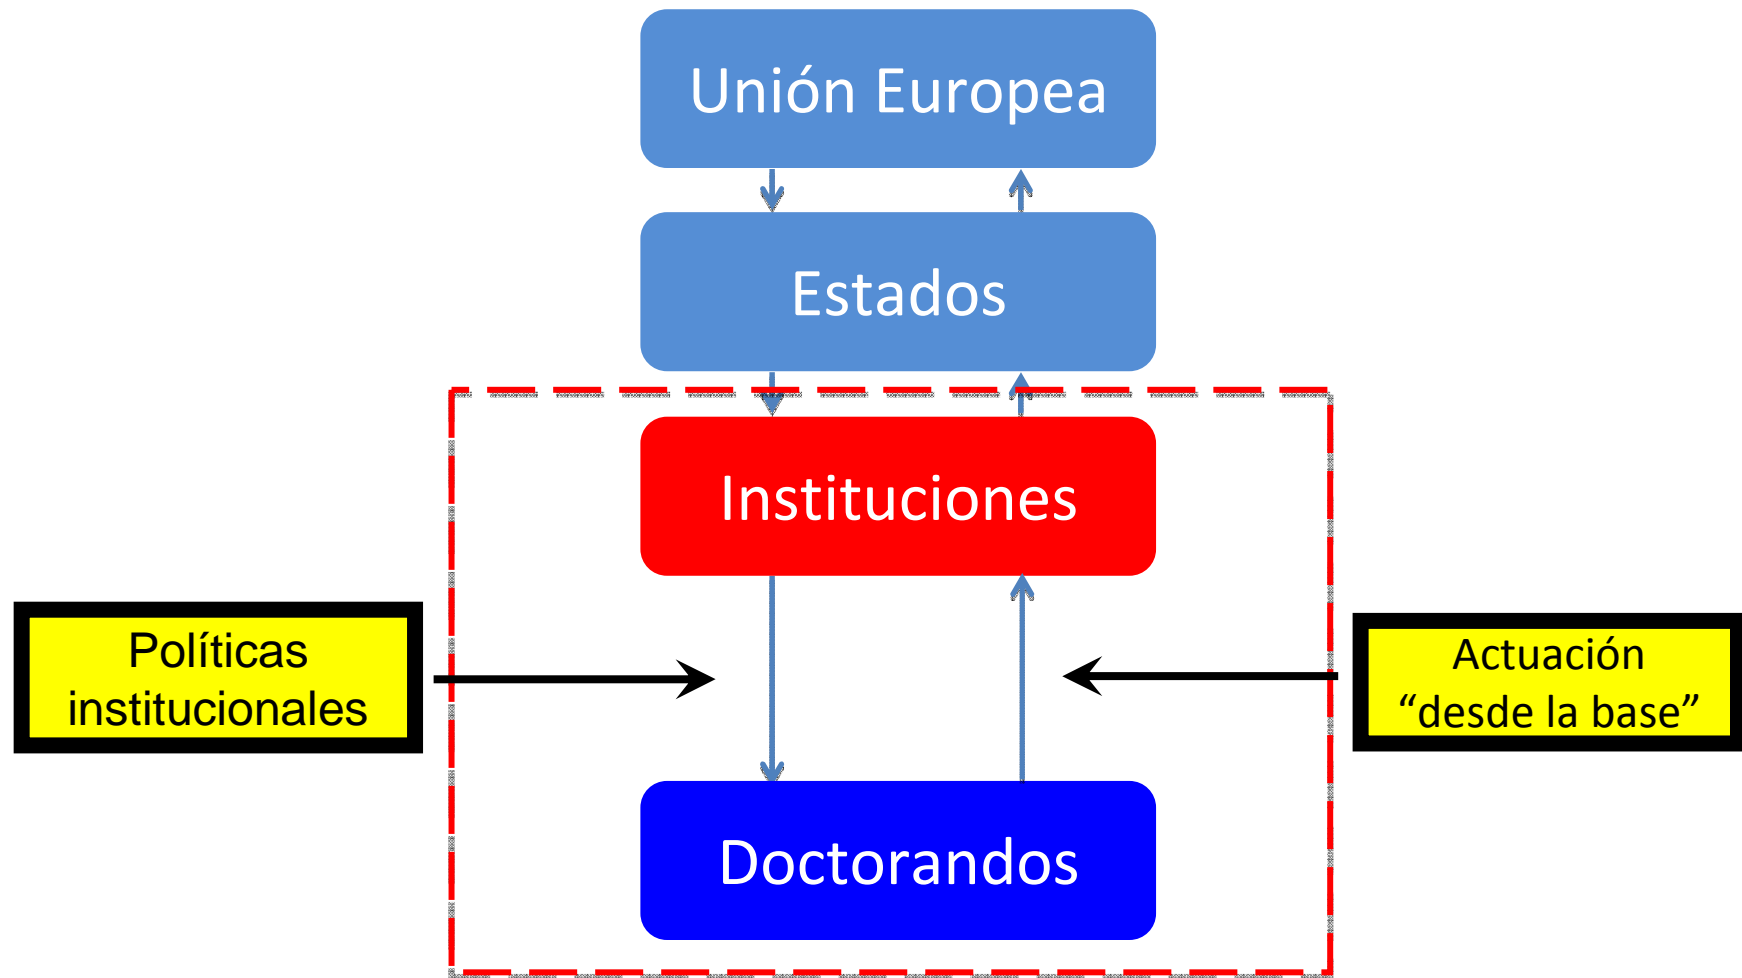 Unión Europea
Estados
Instituciones
Políticas
institucionales
Actuación
“desde la base”
Doctorandos